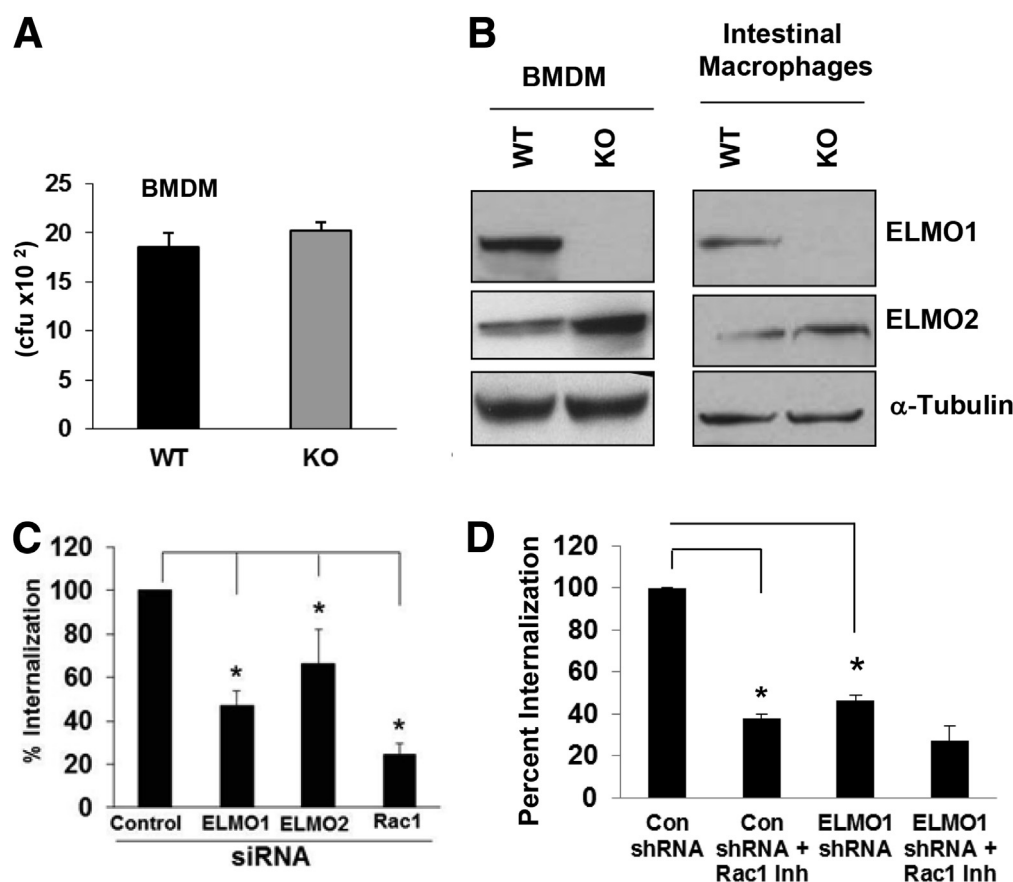 A
25
20
15
10
5
0
(cfu x10 2)
BMDM
WT
KO
B
BMDM
Intestinal
Macrophages
WT
KO
WT
KO
ELMO1
ELMO2
α-Tubulin
C
120
100
80
60
40
20
0
% Internalization
*
*
*
Control
ELMO1
ELMO2
Rac1
siRNA
D
120
100
80
60
40
20
0
Percent Internalization
*
*
Con
shRNA
Con
shRNA +
Rac1 Inh
ELMO1
shRNA
ELMO1
shRNA +
Rac1 Inh